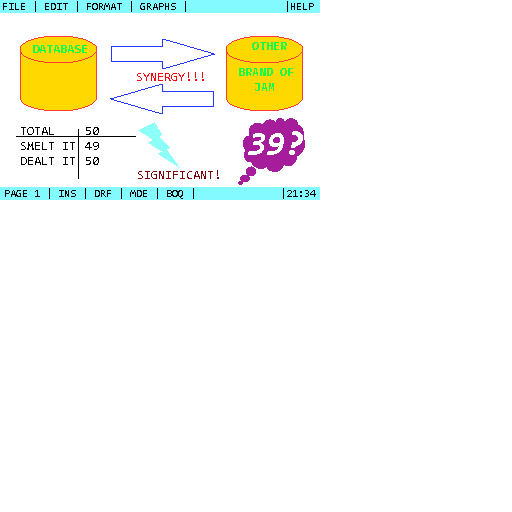 FILE | EDIT | FORMAT | GRAPHS | |HELP
DATABASE
OTHER
BRAND OF
JAM
SYNERGY!!!
TOTAL 50
SMELT IT 49
DEALT IT 50
39?
SIGNIFICANT!
PAGE 1 | INS | DRF | MDE | BOQ | |21:34